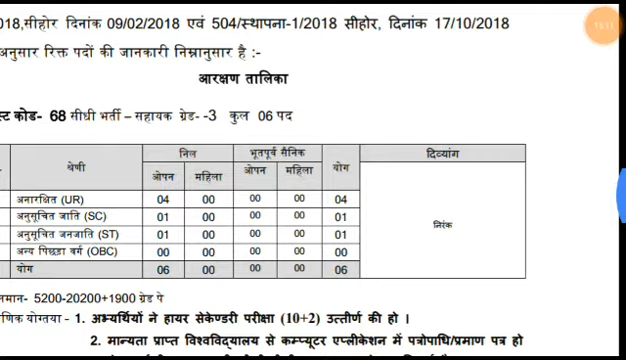 018,सीहोर दिनांक 09/02/2018 एवं 504/स्थापना-1/2018 सीहोर, दिनांक 17/10/2018
अनुसार रिक्त पदों की जानकारी निम्नानुसार है :-
आरक्षण तालिका
स्ट कोड- 68 सीधी भर्ती – सहायक ग्रेड- -3 कुल 06 पद
श्रेणी निल भूतपूर्व सैनिक योग दिव्यांग
ओपन महिला ओपन महिला
अनारक्षित (UR) 04 00 00 00 04
अनुसूचित जाति (SC) 01 00 00 00 01
अनुसूचित जनजाति (ST) 01 00 00 00 01
निरंक
अन्य पिछड़ा वर्ग (OBC) 00 00 00 00 00
योग 06 00 00 00 06
नमान- 5200-20200+1900 ग्रेड पे
णिक योग्यता - 1. अभ्यर्थियों ने हायर सेकेण्डरी परीक्षा (10+2) उत्तीर्ण की हो ।
2. मान्यता प्राप्त विश्वविद्यालय से कम्प्यूटर एप्लीकेशन में पत्रोपाधि/प्रमाण पत्र हो